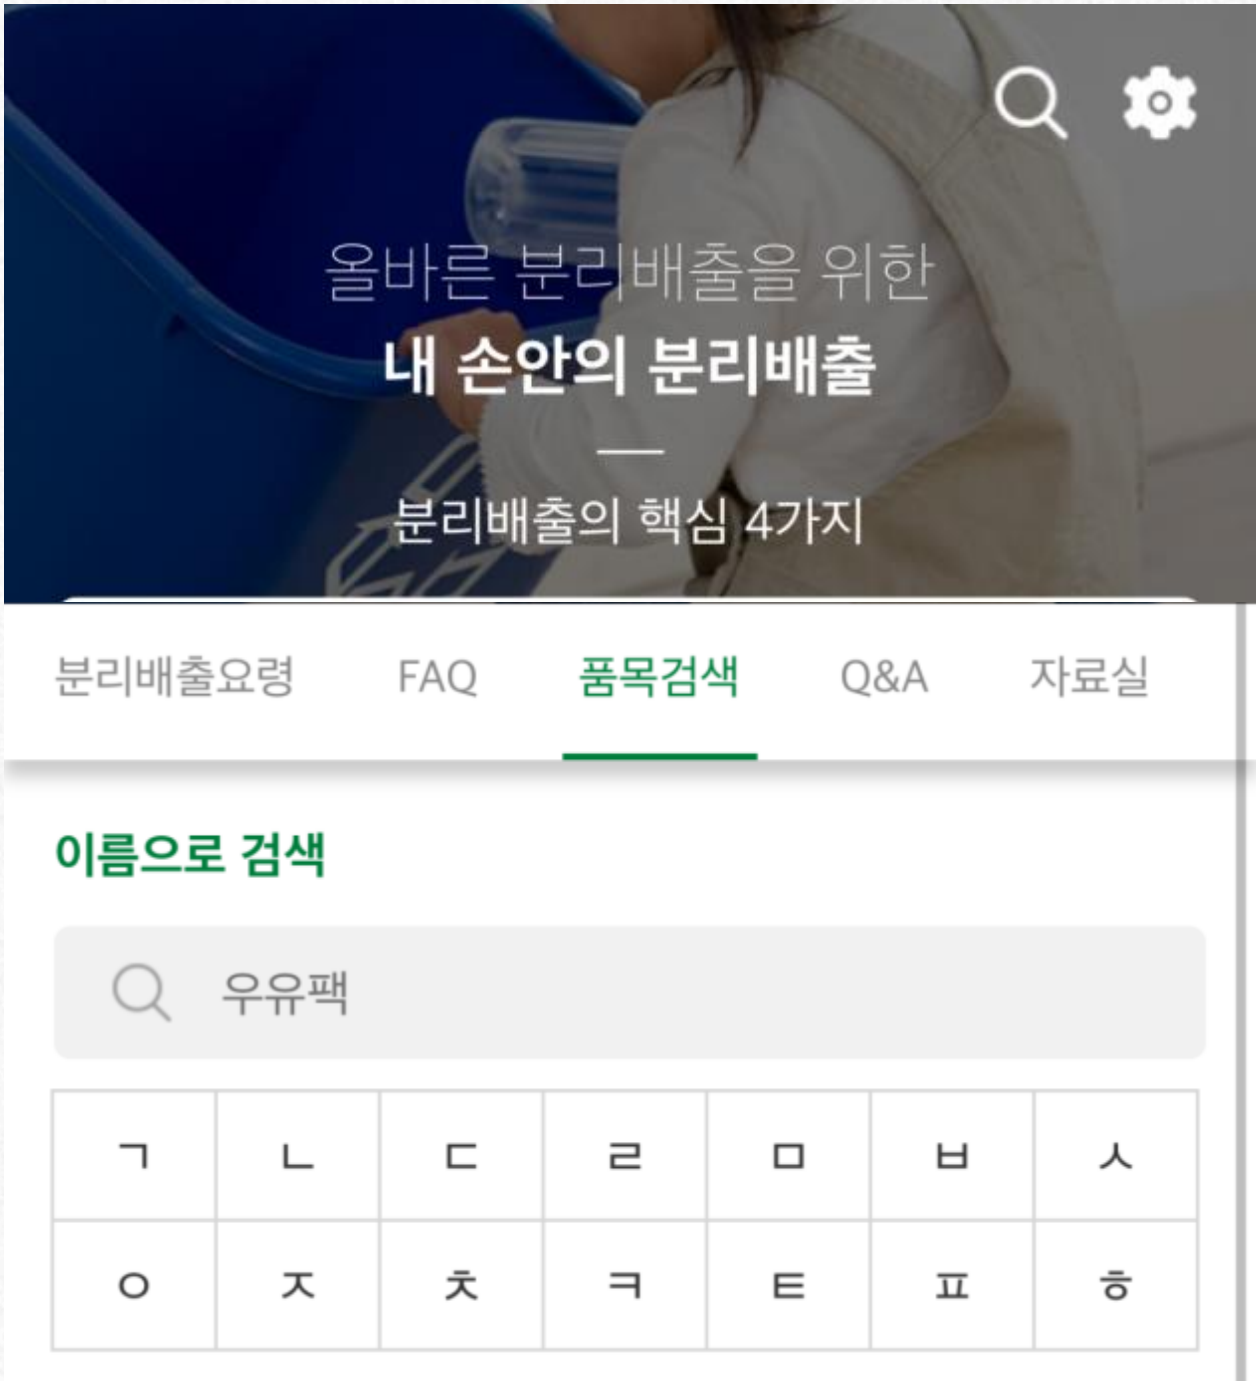 올바른 분리배출을 위한
내 손안의 분리배출
분리배출의 핵심 4가지
분리배출요령 FAQ 품목검색 Q&A 자료실
이름으로 검색
우유팩
ㄱ ㄴ ㄷ ㄹ ㅁ ㅂ ㅅ
ㅇ ㅈ ㅊ ㅋ ㅌ ㅍ ㅎ